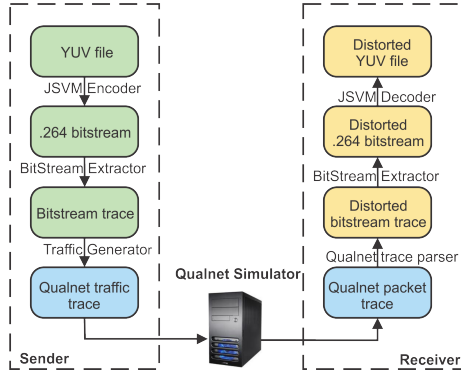 YUV file
JSVM Encoder
.264 bitstream
BitStream Extractor
Bitstream trace
Traffic Generator
Qualnet traffic
trace
Sender
Qualnet Simulator
Distorted
YUV file
JSVM Decoder
Distorted
.264 bitstream
BitStream Extractor
Distorted
bitstream trace
Qualnet trace parser
Qualnet packet
trace
Receiver